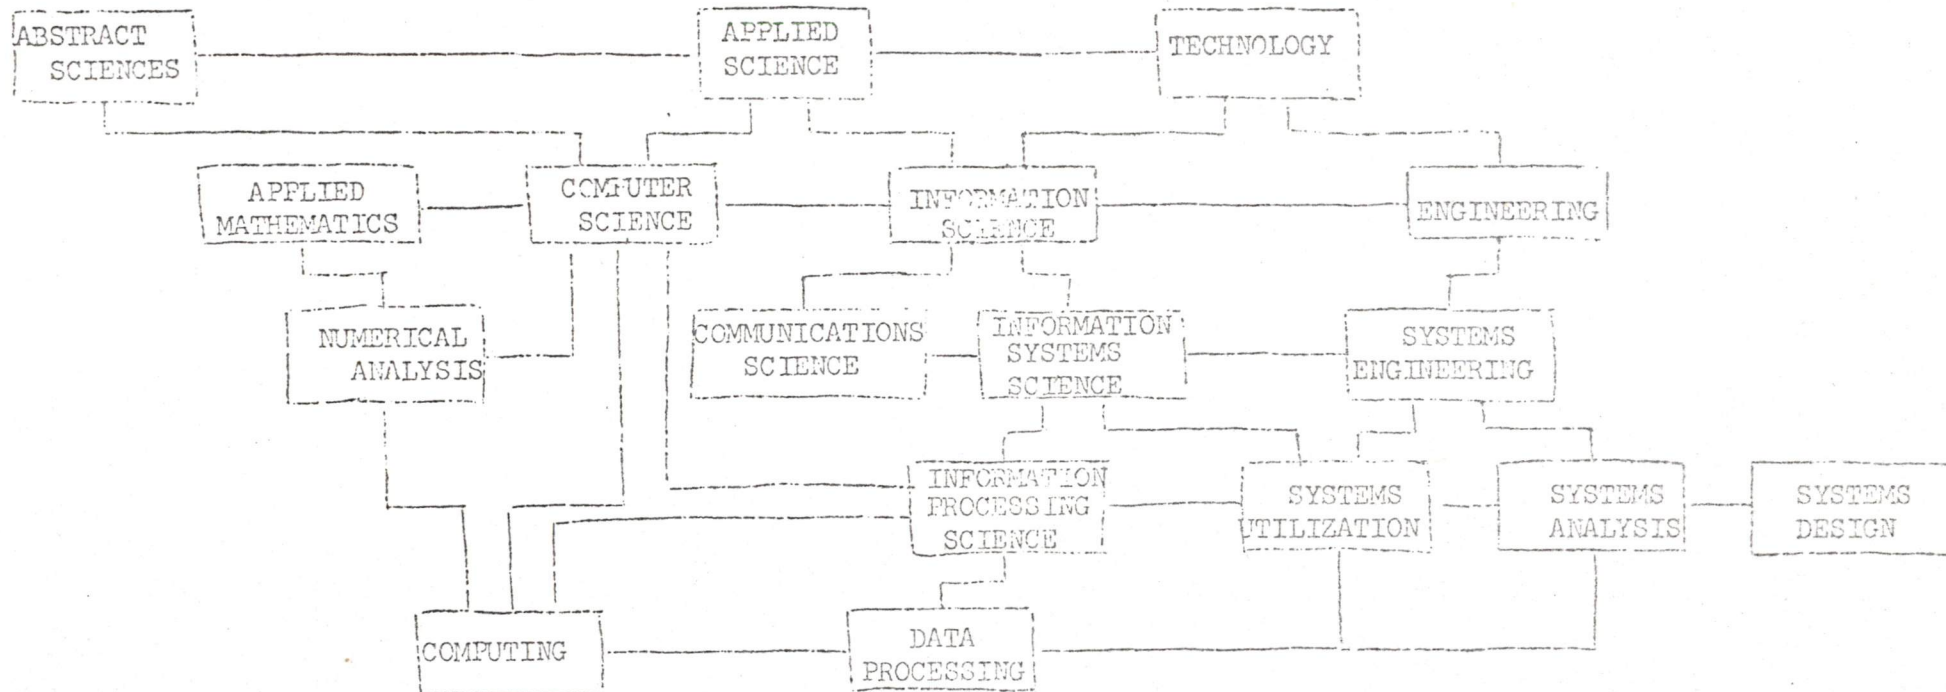 ABSTRACT
SCIENCES
APPLIED
SCIENCE
TECHNOLOGY
APPLIED
MATHEMATICS
COMPUTER
SCIENCE
INFORMATION
SCIENCE
ENGINEERING
NUMERICAL
ANALYSIS
COMMUNICATIONS
SCIENCE
INFORMATION
SYSTEMS
SCIENCE
SYSTEMS
ENGINEERING
INFORMATION
PROCESSING
SCIENCE
SYSTEMS
UTILIZATION
SYSTEMS
ANALYSIS
SYSTEMS
DESIGN
COMPUTING
DATA
PROCESSING